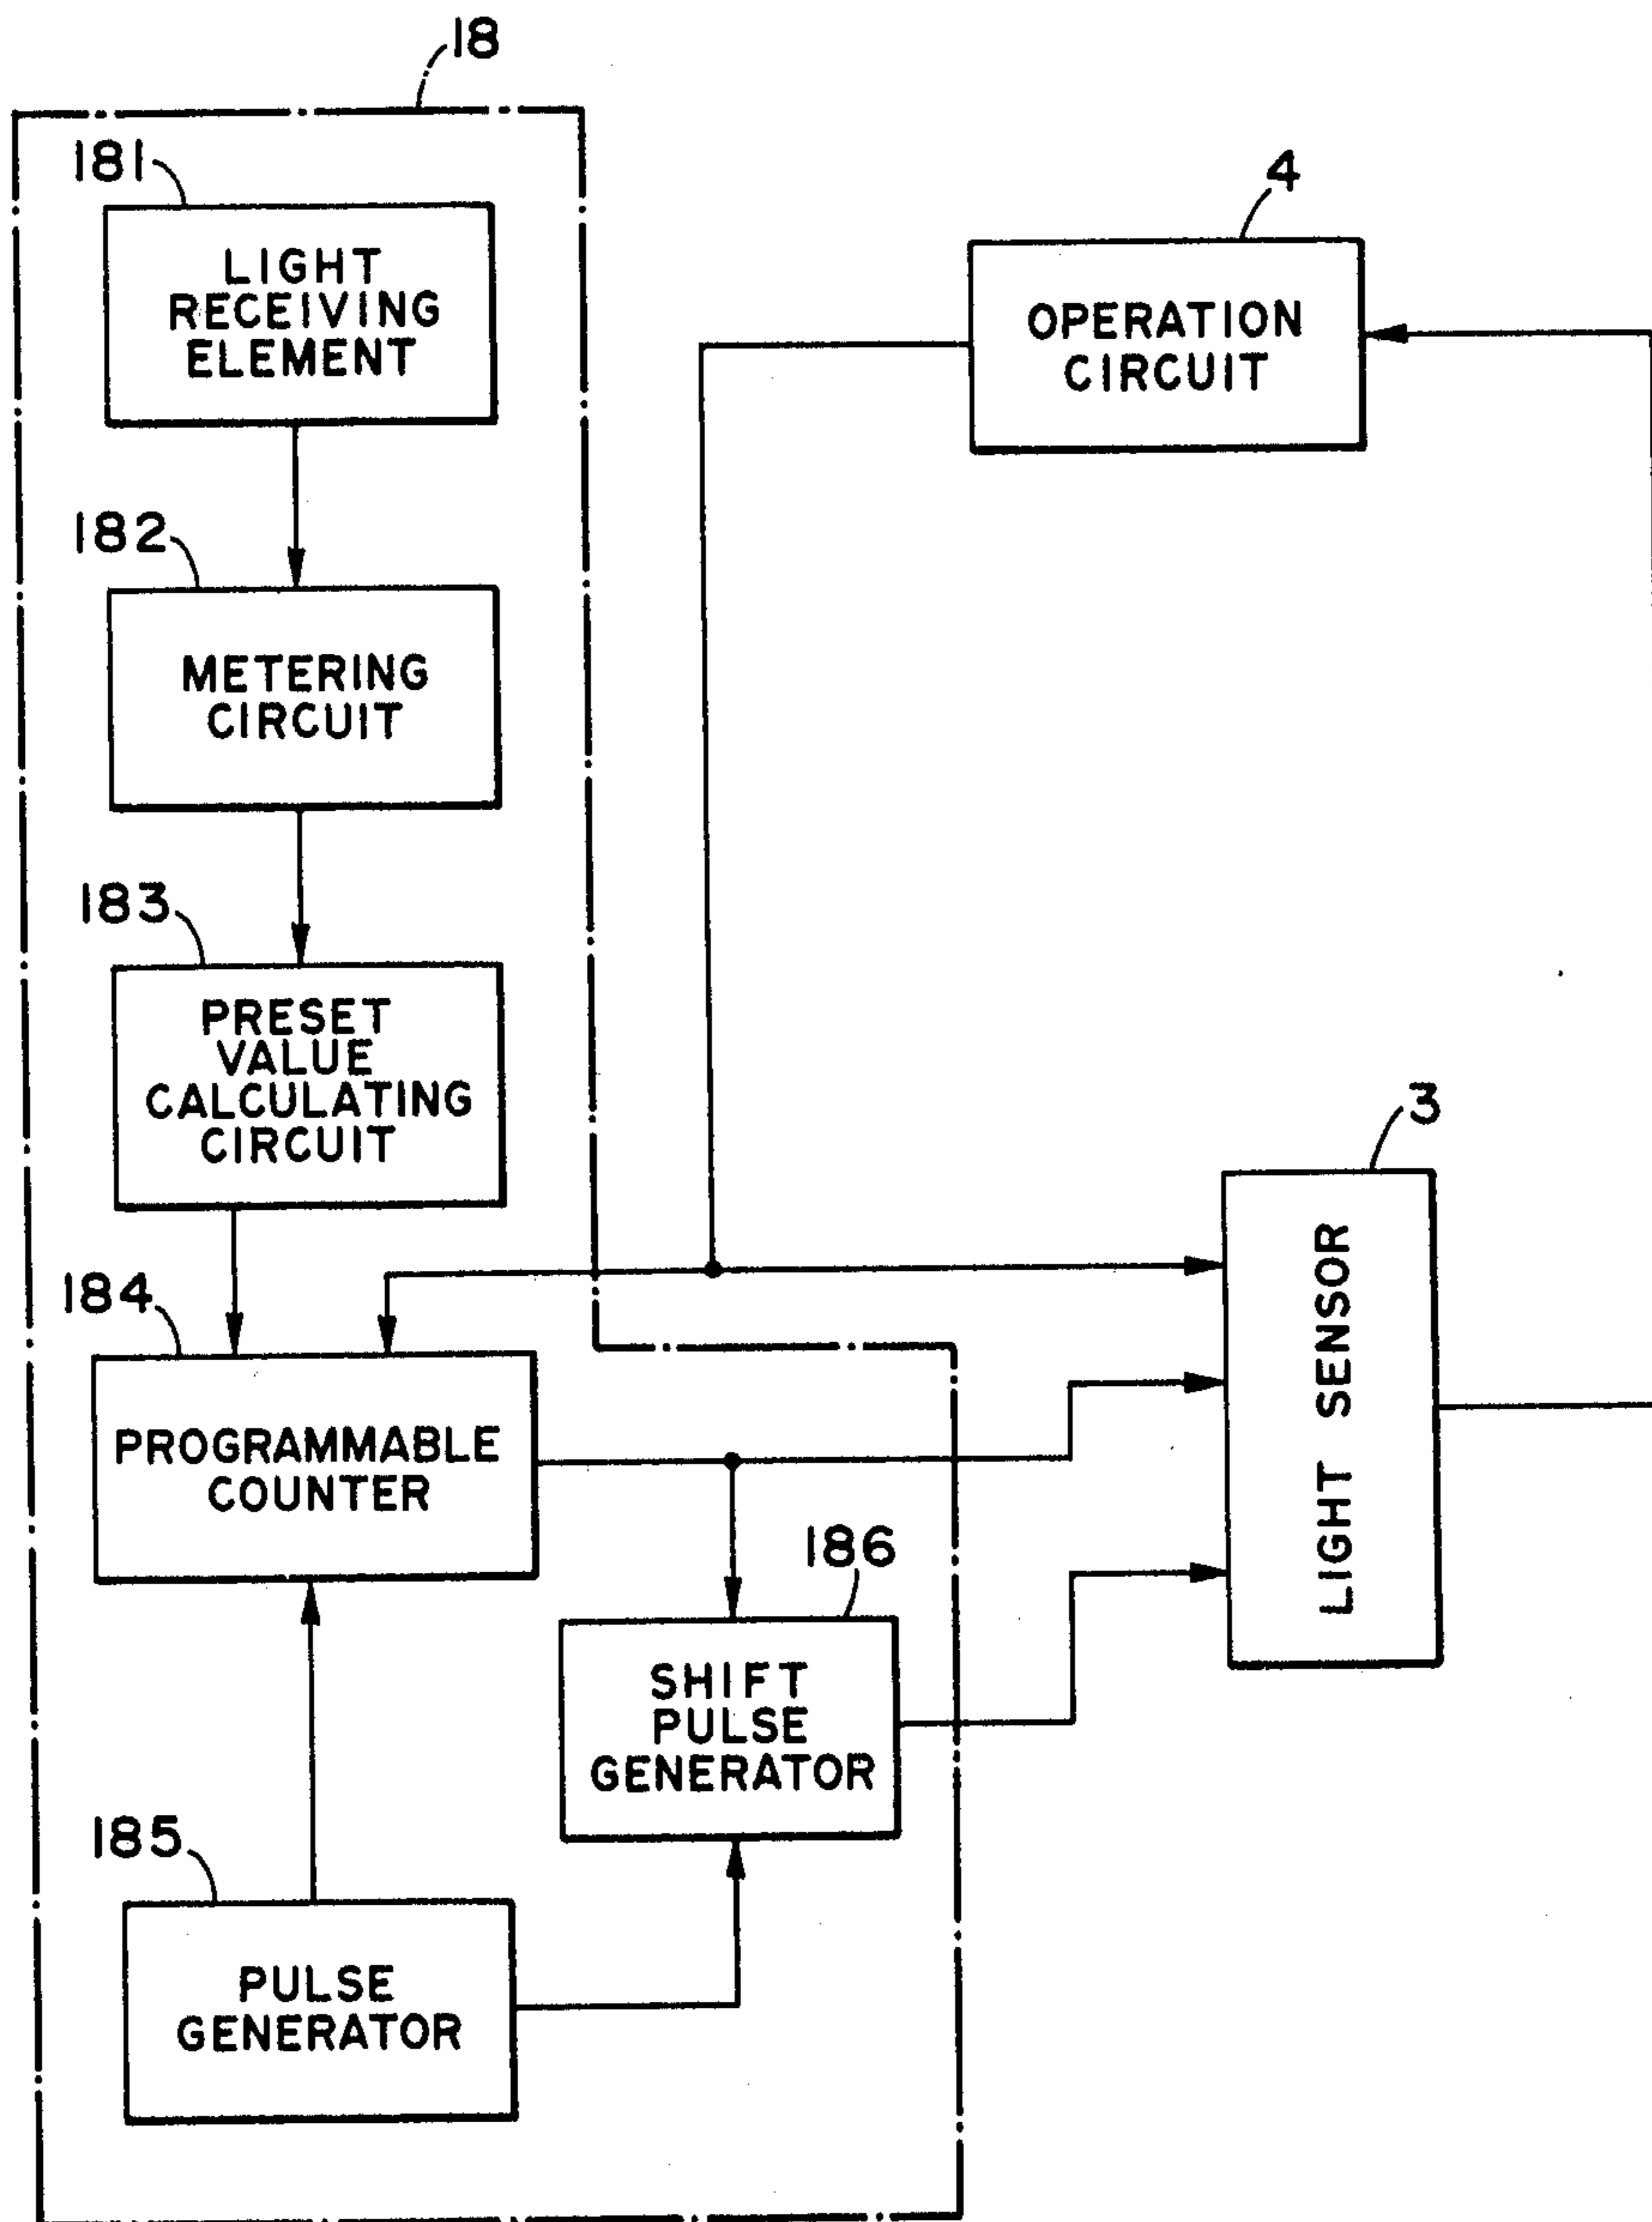 18
181
LIGHT
RECEIVING
ELEMENT
4
OPERATION
CIRCUIT
182
METERING
CIRCUIT
183
PRESET
VALUE
CALCULATING
CIRCUIT
3
LIGHT SENSOR
184
PROGRAMMABLE
COUNTER
186
SHIFT
PULSE
GENERATOR
185
PULSE
GENERATOR